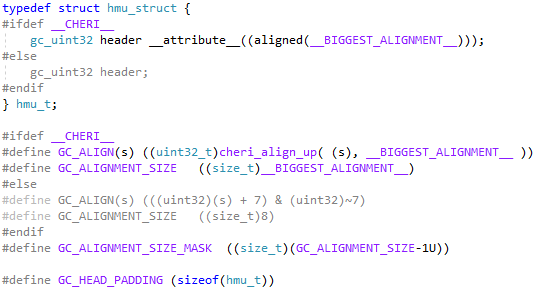 typedef struct hmu_struct {
#ifdef __CHERI__
    gc_uint32 header __attribute__((aligned(__BIGGEST_ALIGNMENT__)));
#else
    gc_uint32 header;
#endif
} hmu_t;

#ifdef __CHERI__
#define GC_ALIGN(s) ((uint32_t)cheri_align_up( (s), __BIGGEST_ALIGNMENT__ ))
#define GC_ALIGNMENT_SIZE   ((size_t)__BIGGEST_ALIGNMENT__)
#else
#define GC_ALIGN(s) (((uint32)(s) + 7) & (uint32)~7)
#define GC_ALIGNMENT_SIZE   ((size_t)8)
#endif
#define GC_ALIGNMENT_SIZE_MASK  ((size_t)(GC_ALIGNMENT_SIZE-1U))

#define GC_HEAD_PADDING (sizeof(hmu_t))